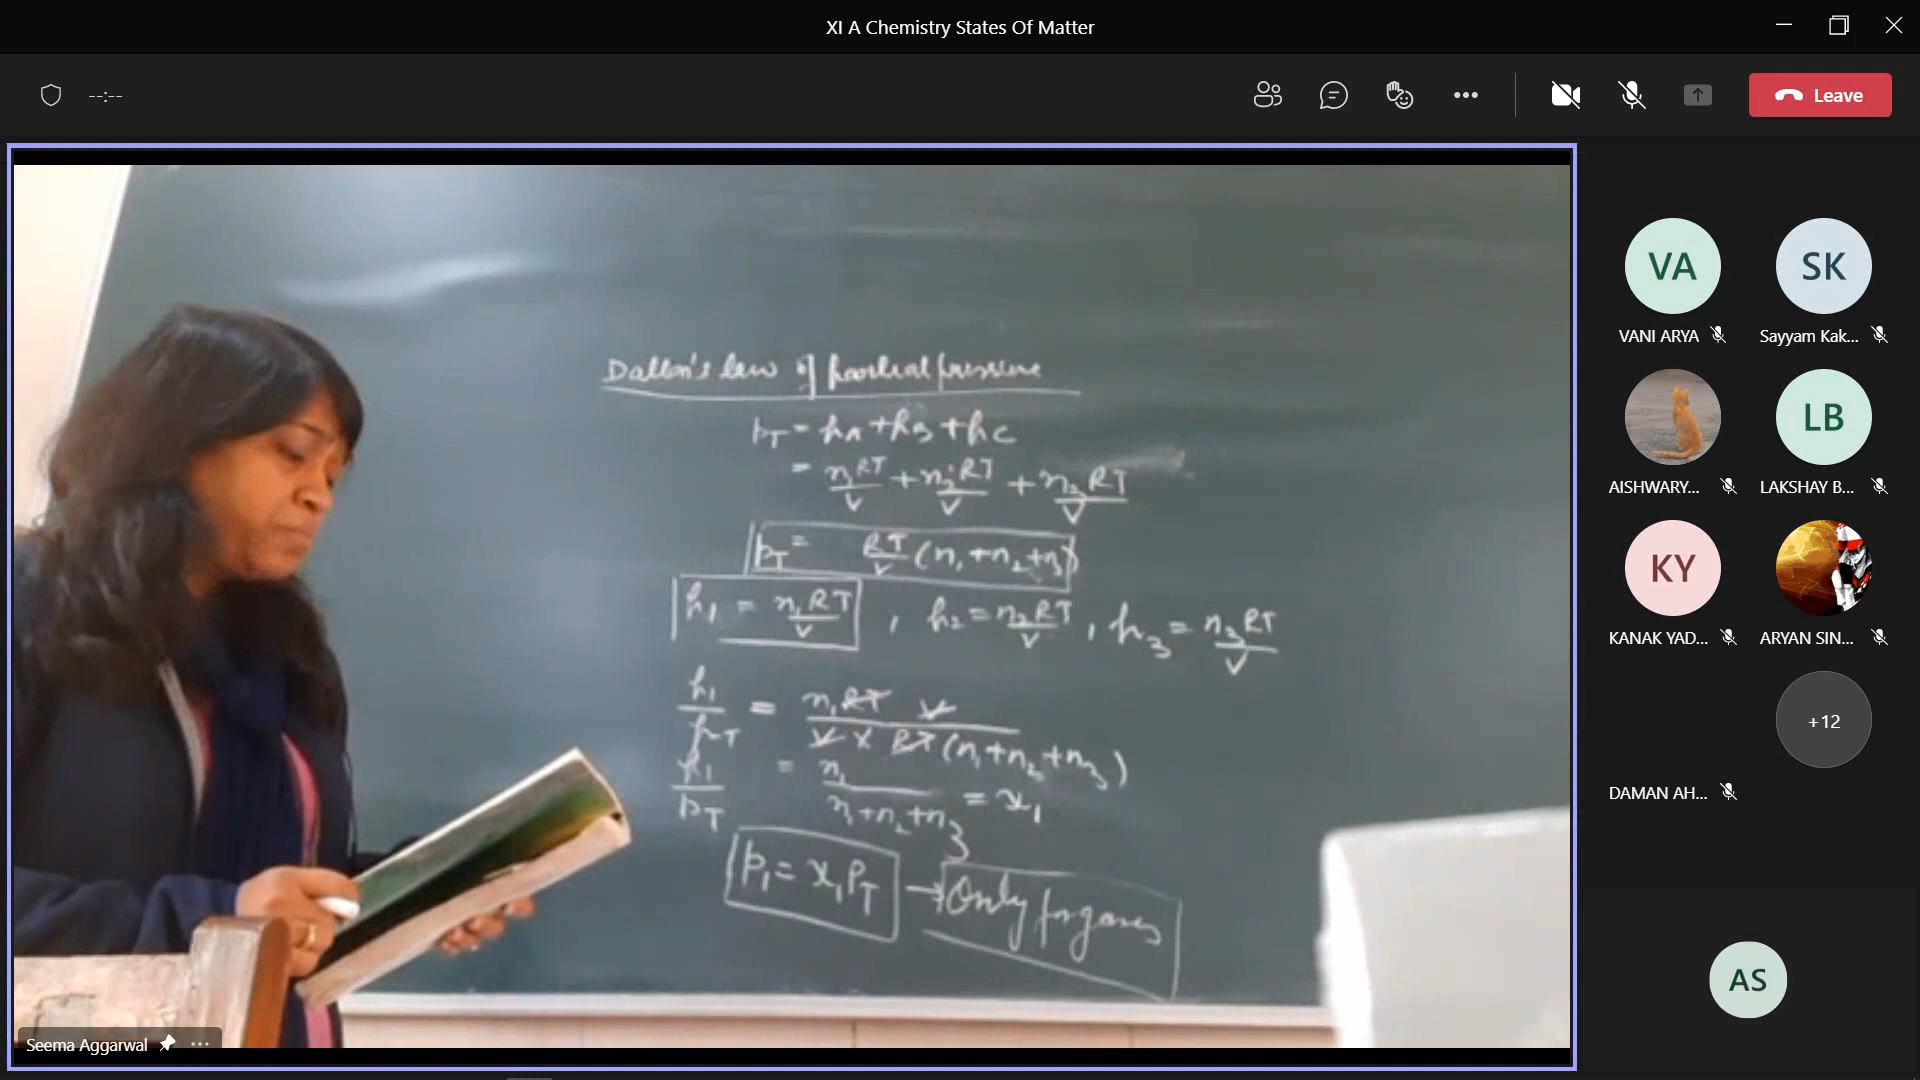 XI A Chemistry States Of Matter
--:--
Leave
Dalton's law of partial pressure
pT = pA + pB + pC
= n1RT/V + n2RT/V + n3RT/V
pT = RT/V (n1 + n2 + n3)
p1 = n1RT/V , p2 = n2RT/V , p3 = n3RT/V
p1/pT = n1RT V / V × RT (n1 + n2 + n3)
p1/pT = n1/n1 + n2 + n3 = x1
p1 = x1PT → Only for gases
Seema Aggarwal
VA
SK
VANI ARYA
Sayyam Kak...
LB
AISHWARY...
LAKSHAY B...
KY
KANAK YAD...
ARYAN SIN...
+12
DAMAN AH...
AS